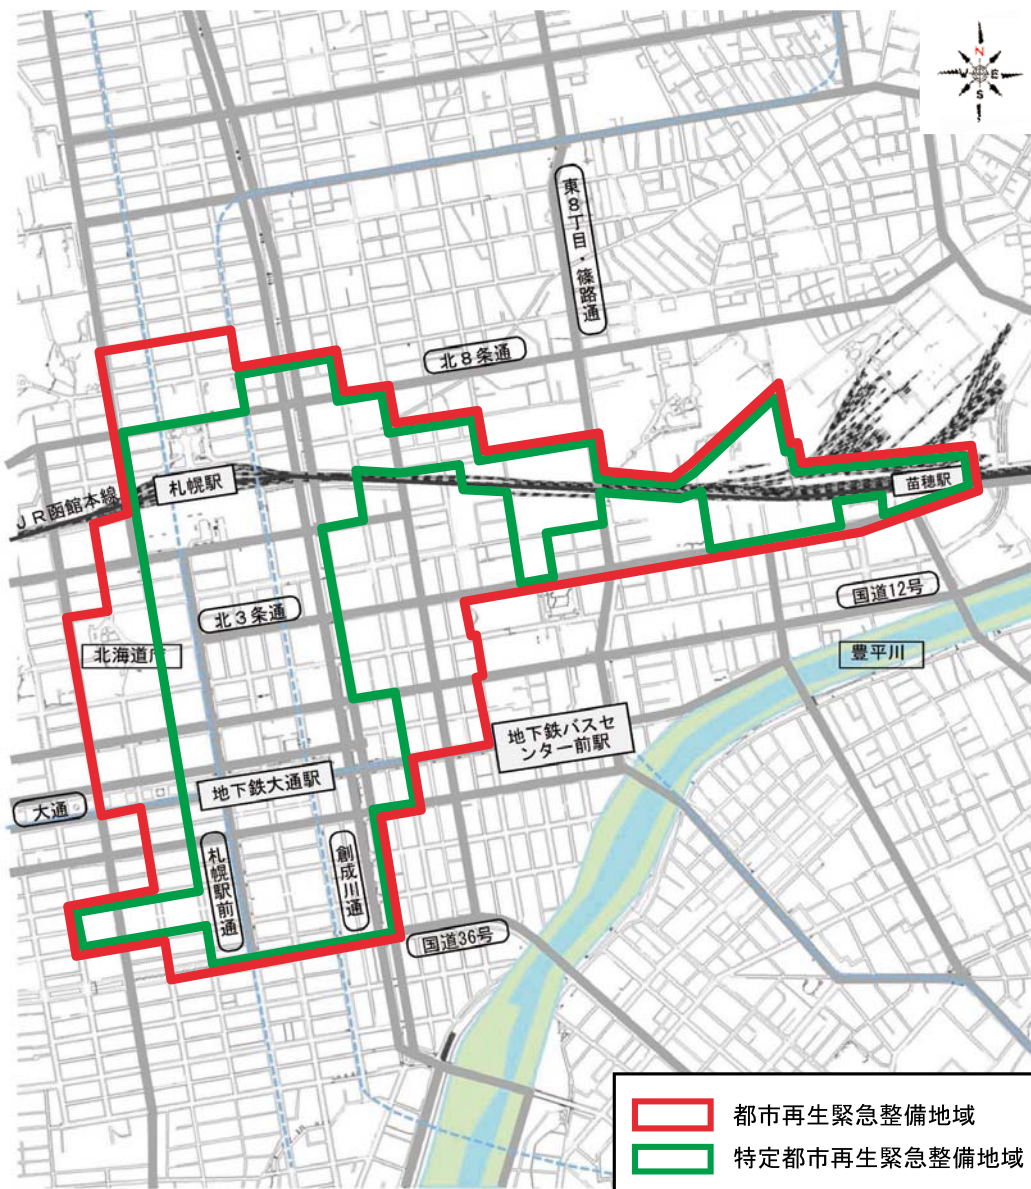 N
W E
S
東8丁目・篠路通
北8条通
札幌駅
苗穂駅
JR函館本線
国道12号
北3条通
北海道庁
豊平川
地下鉄バスセ
ンター前駅
地下鉄大通駅
大通
札幌駅前通
創成川通
国道36号
都市再生緊急整備地域
特定都市再生緊急整備地域